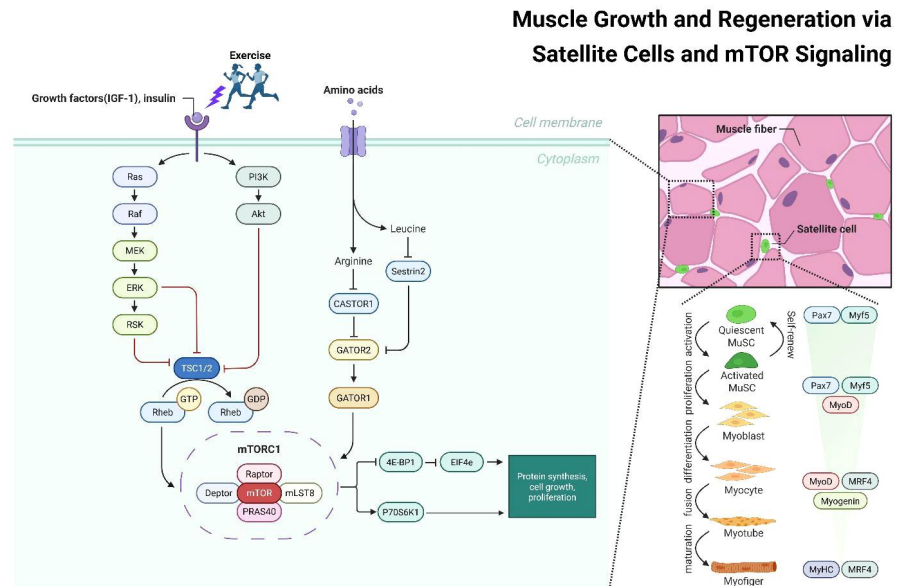 Muscle Growth and Regeneration via
Satellite Cells and mTOR Signaling
Exercise
Growth factors(IGF-1), insulin
Amino acids
Cell membrane
Cytoplasm
Ras
PI3K
Raf
Akt
MEK
ERK
RSK
TSC1/2
GTP
GDP
Rheb
Rheb
Leucine
Arginine
Sestrin2
CASTOR1
GATOR2
GATOR1
mTORC1
Raptor
Deptor
mTOR
mLST8
PRAS40
4E-BP1
EIF4e
P70S6K1
Protein synthesis,
cell growth,
proliferation
Muscle fiber
Satellite cell
activation
Quiescent
MuSC
Self-renew
Pax7
Myf5
Activated
MuSC
proliferation
Pax7
Myf5
MyoD
Myoblast
differentiation
Myocyte
MyoD
MRF4
Myogenin
fusion
Myotube
maturation
Myofiger
MyHC
MRF4